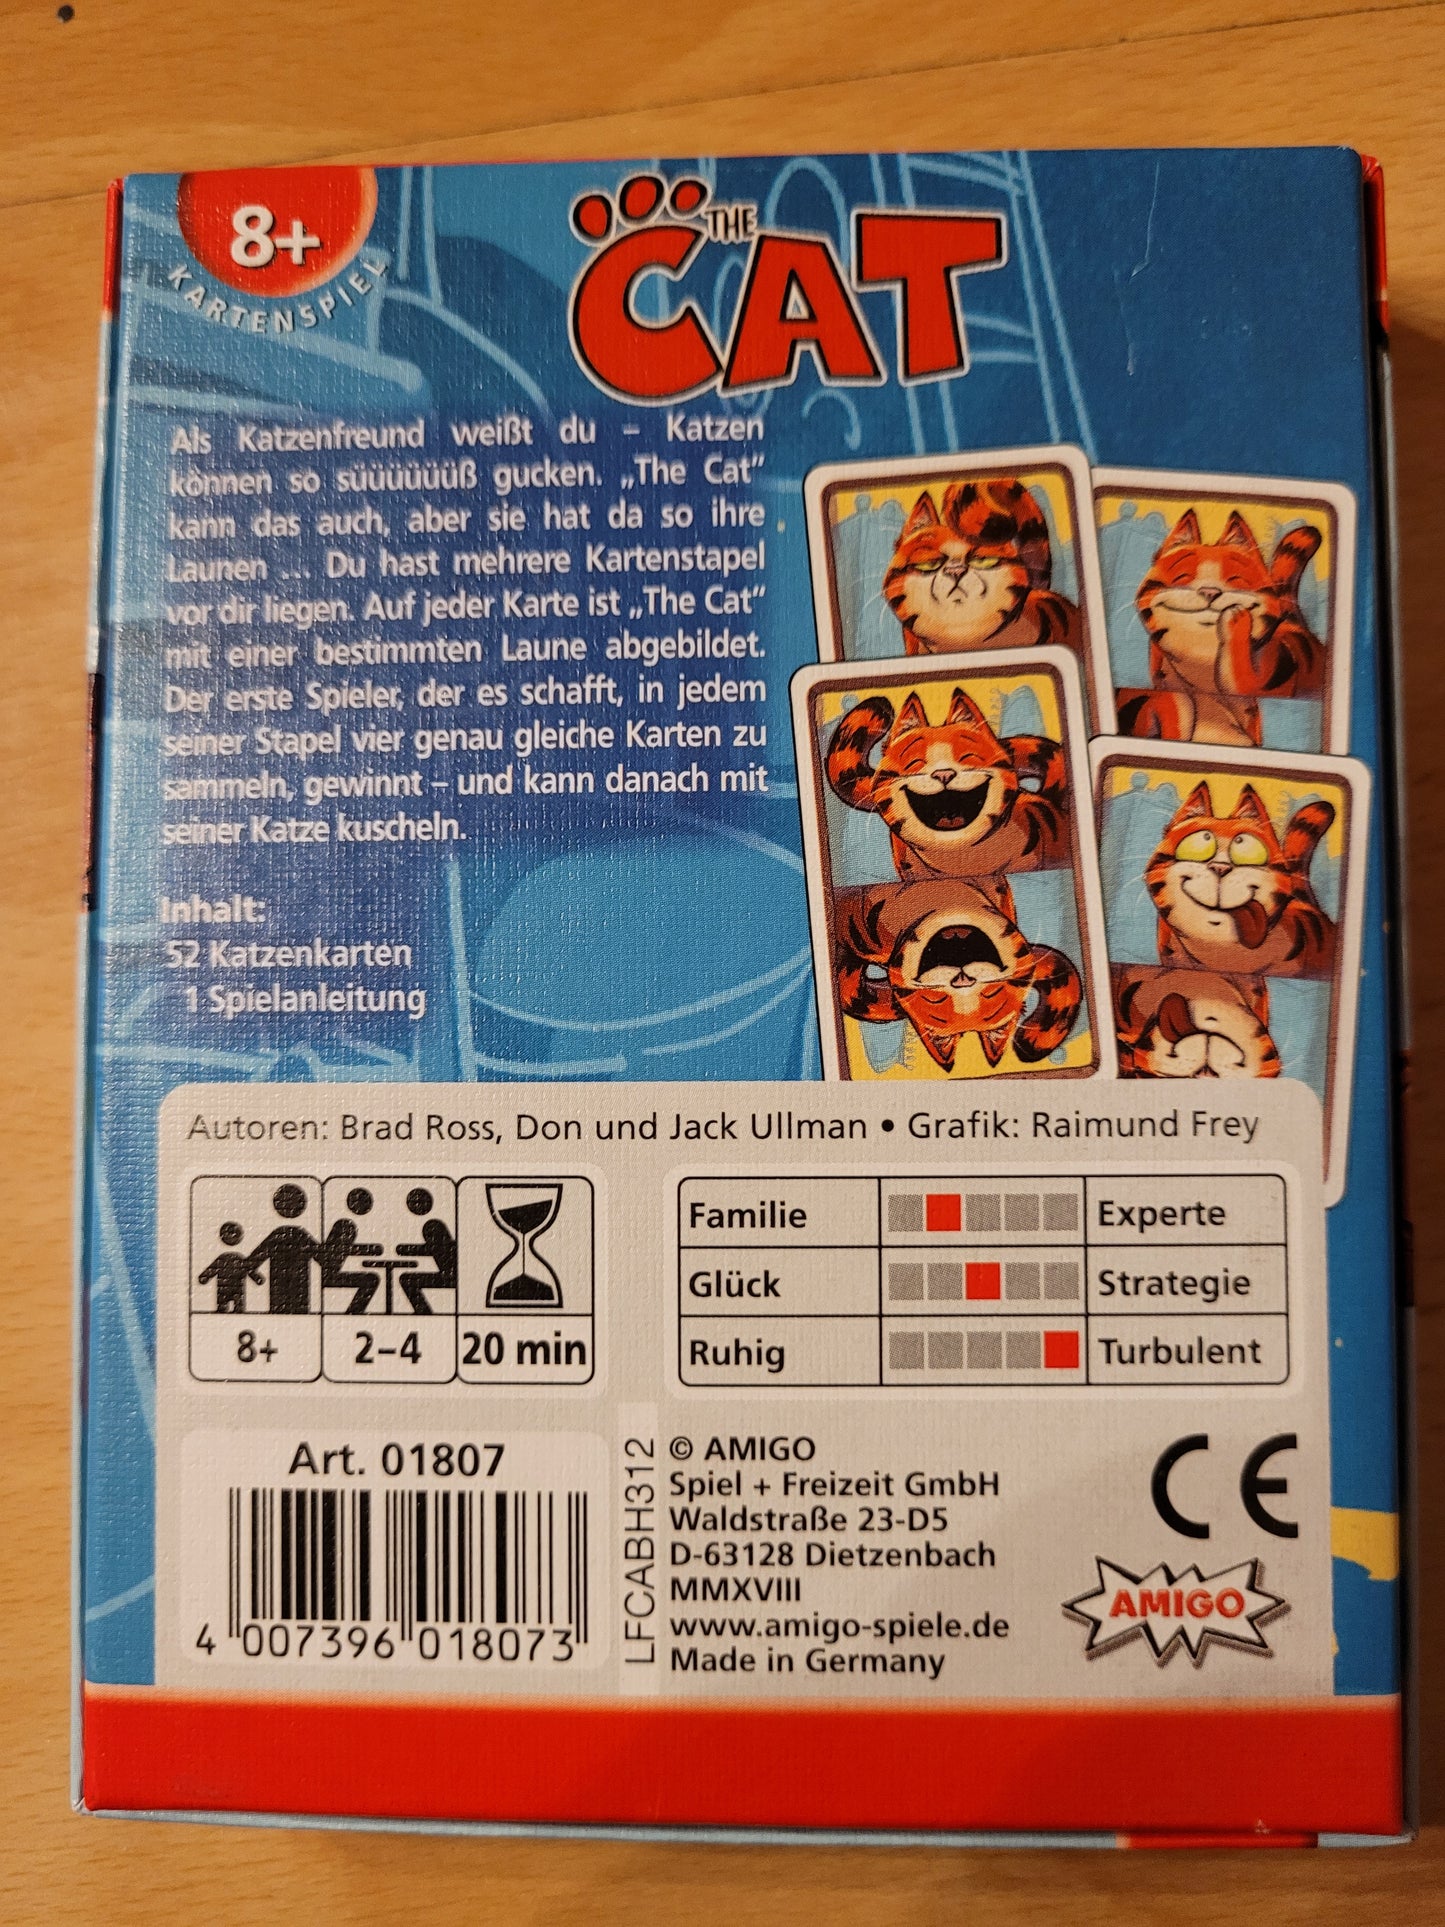 8+
KARTENSPIEL
THE
CAT
Als Katzenfreund weißt du – Katzen
können so süüüüüüß gucken. „The Cat“
kann das auch, aber sie hat da so ihre
Launen ... Du hast mehrere Kartenstapel
vor dir liegen. Auf jeder Karte ist „The Cat“
mit einer bestimmten Laune abgebildet.
Der erste Spieler, der es schafft, in jedem
seiner Stapel vier genau gleiche Karten zu
sammeln, gewinnt – und kann danach mit
seiner Katze kuscheln.
Inhalt:
52 Katzenkarten
1 Spielanleitung
Autoren: Brad Ross, Don und Jack Ullman • Grafik: Raimund Frey
8+ 2–4 20 min
Familie Experte
Glück Strategie
Ruhig Turbulent
Art. 01807
4 007396 018073
LFCABH312
© AMIGO
Spiel + Freizeit GmbH
Waldstraße 23-D5
D-63128 Dietzenbach
MMXVIII
www.amigo-spiele.de
Made in Germany
CE
AMIGO